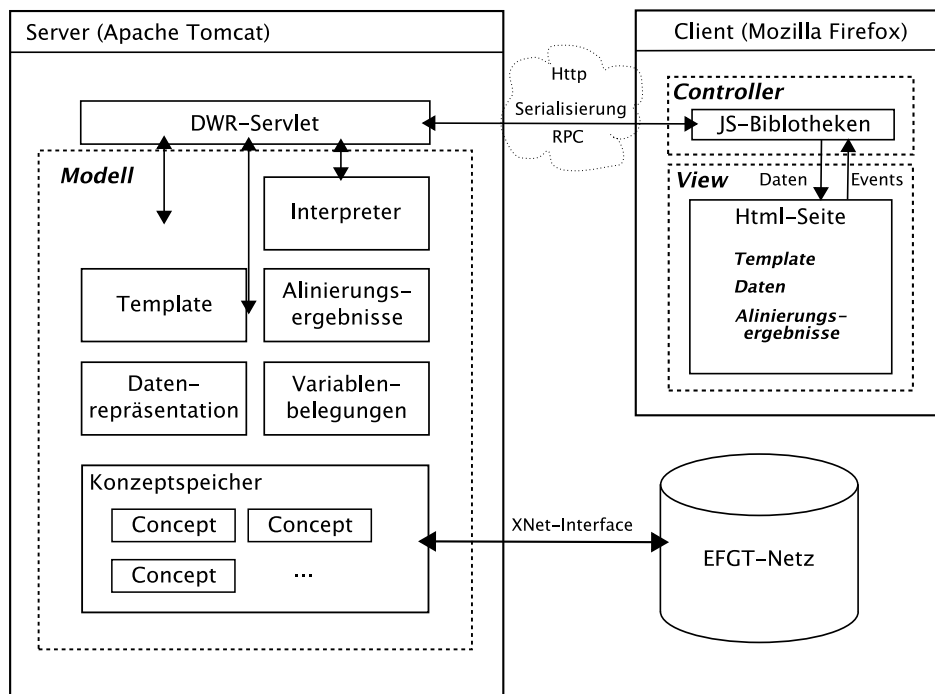 Server (Apache Tomcat)
DWR-Servlet
Modell
Interpreter
Template
Alinierungs-
ergebnisse
Daten-
repräsentation
Variablen-
belegungen
Konzeptspeicher
Concept
Concept
Concept
...
Http
Serialisierung
RPC
XNet-Interface
Client (Mozilla Firefox)
Controller
JS-Biblotheken
View
Daten
Events
Html-Seite
Template
Daten
Alinierungs-
ergebnisse
EFGT-Netz